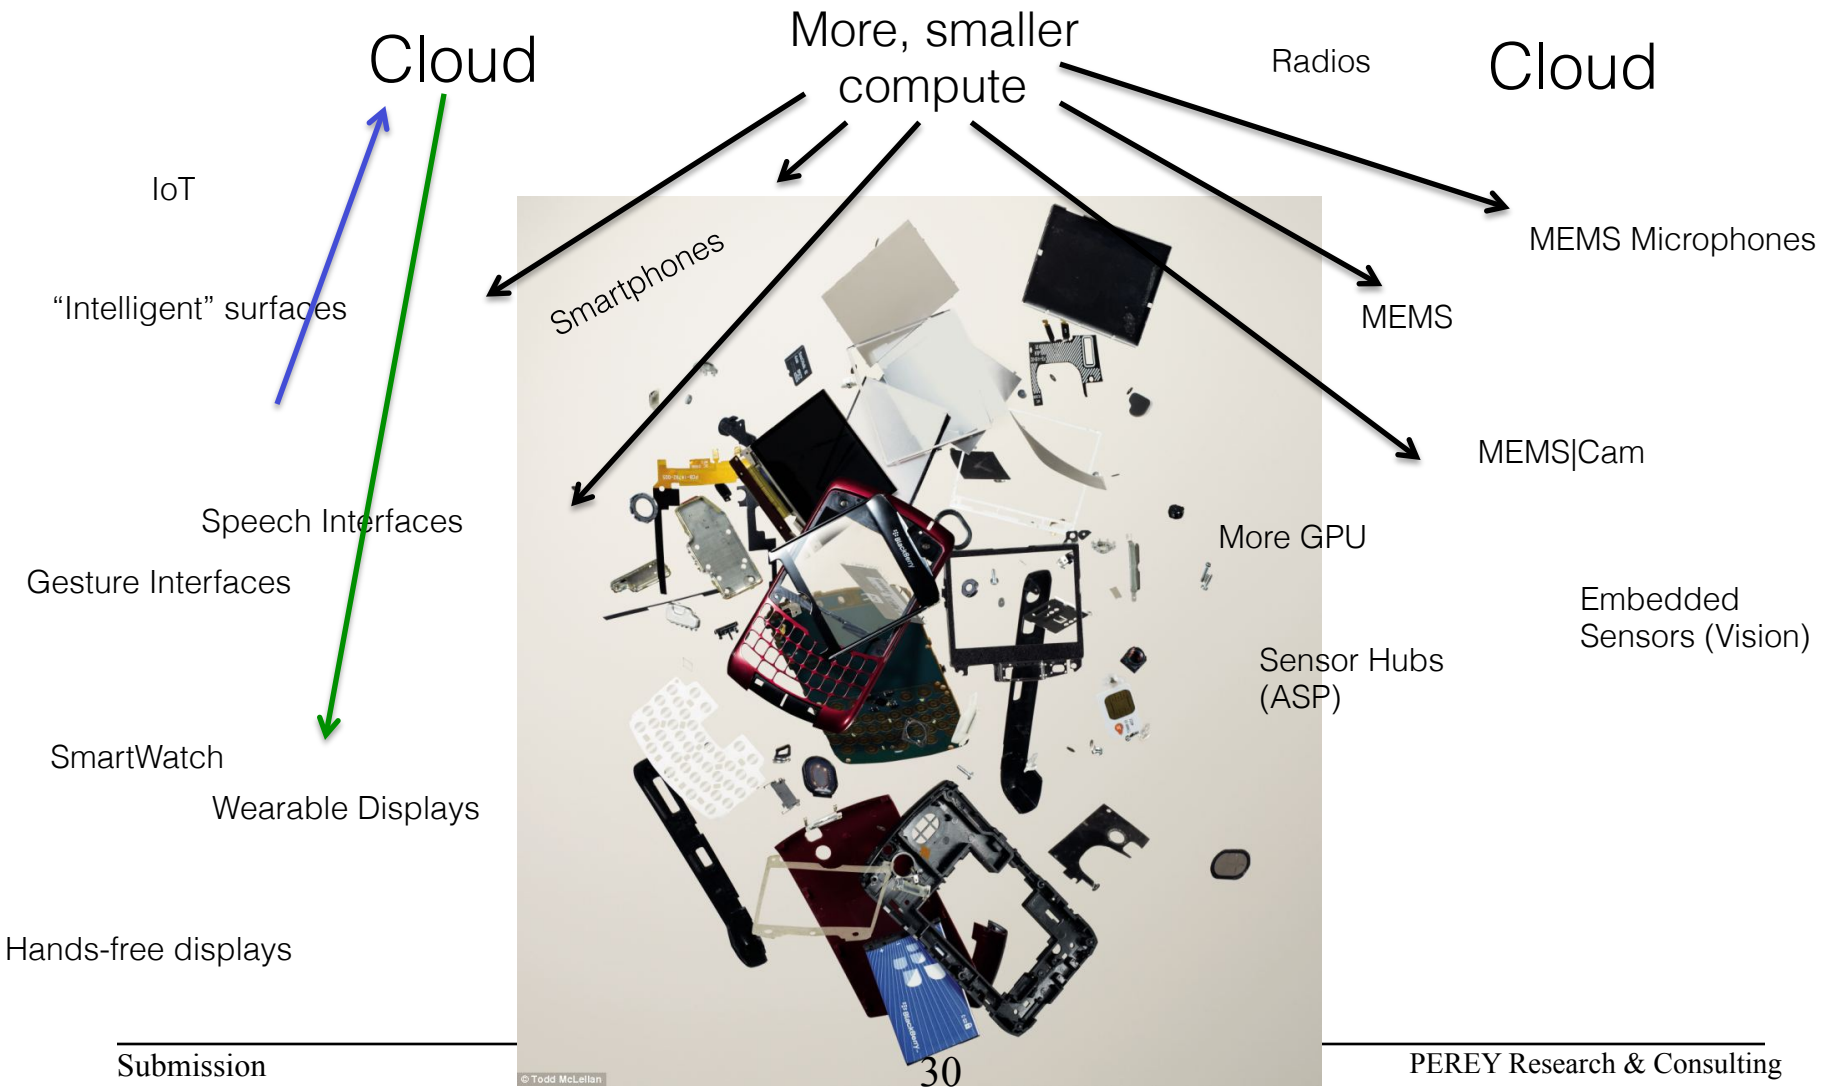 Cloud
More, smaller
compute
Radios
Cloud
IoT
MEMS Microphones
Smartphones
“Intelligent” surfaces
MEMS
MEMS|Cam
Speech Interfaces
More GPU
BlackBerry
Gesture Interfaces
Embedded
Sensors (Vision)
Sensor Hubs
(ASP)
SmartWatch
Wearable Displays
Hands-free displays
BlackBerry
Submission
30
PEREY Research & Consulting
© Todd McLellan